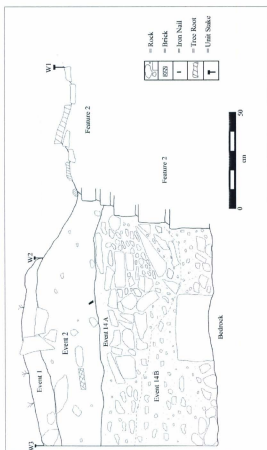 W1
= Rock
= Brick
= Iron Nail
= Tree Root
= Unit Stake
Feature 2
W2
Feature 2
50
cm
0
Event 1
Event 2
Event 14A
Event 14B
Bedrock
W3